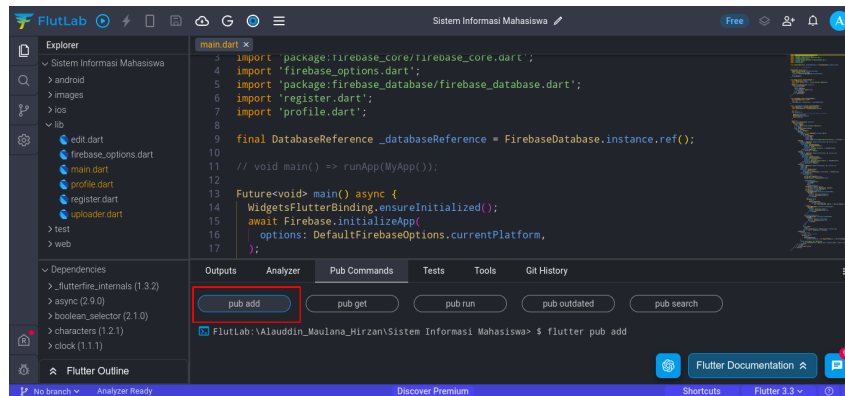 FlutLab
Sistem Informasi Mahasiswa
Free
A
Explorer
Sistem Informasi Mahasiswa
android
images
ios
lib
edit.dart
firebase_options.dart
main.dart
profile.dart
register.dart
uploader.dart
test
web
Dependencies
_flutterfire_internals (1.3.2)
async (2.9.0)
boolean_selector (2.1.0)
characters (1.2.1)
clock (1.1.1)
Flutter Outline
main.dart ×
3 import 'package:firebase_core/firebase_core.dart';
4 import 'firebase_options.dart';
5 import 'package:firebase_database/firebase_database.dart';
6 import 'register.dart';
7 import 'profile.dart';
8
9 final DatabaseReference _databaseReference = FirebaseDatabase.instance.ref();
10
11 // void main() => runApp(MyApp());
12
13 Future<void> main() async {
14 WidgetsFlutterBinding.ensureInitialized();
15 await Firebase.initializeApp(
16 options: DefaultFirebaseOptions.currentPlatform,
17 );
Outputs Analyzer Pub Commands Tests Tools Git History
pub add pub get pub run pub outdated pub search
FlutLab:\Alauddin_Maulana_Hirzan\Sistem Informasi Mahasiswa> $ flutter pub add
Flutter Documentation
No branch Analyzer Ready Discover Premium Shortcuts Flutter 3.3